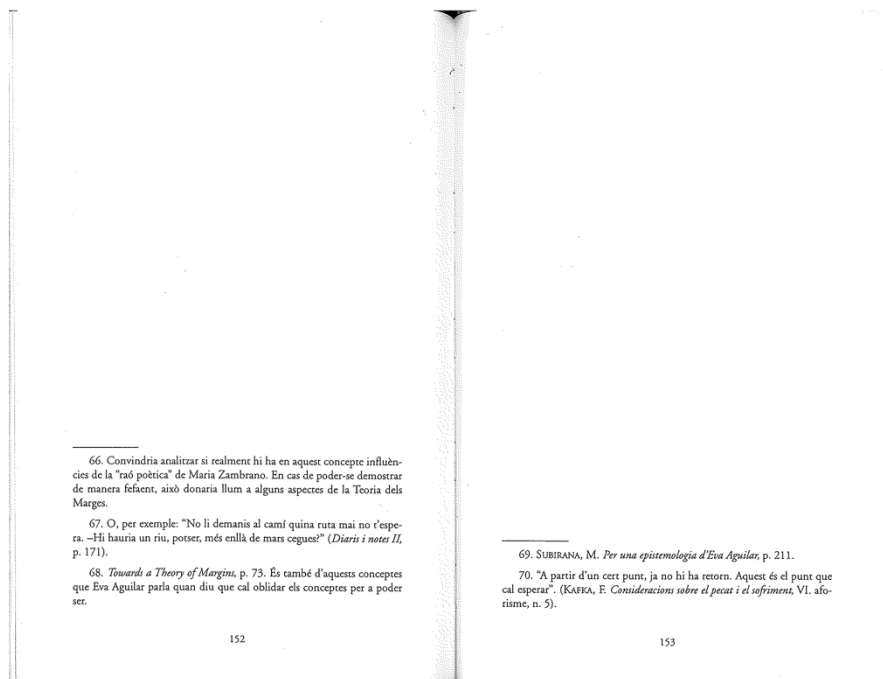 66. Convindria analitzar si realment hi ha en aquest concepte influèn-
cies de la “raó poètica” de Maria Zambrano. En cas de poder-se demostrar
de manera fefaent, això donaria llum a alguns aspectes de la Teoria dels
Marges.
67. O, per exemple: “No li demanis al camí quina ruta mai no t’espe-
ra. –Hi hauria un riu, potser, més enllà de mars cegues?” (Diaris i notes II,
p. 171).
68. Towards a Theory of Margins, p. 73. És també d’aquests conceptes
que Eva Aguilar parla quan diu que cal oblidar els conceptes per a poder
ser.
152
69. SUBIRANA, M. Per una epistemologia d’Eva Aguilar, p. 211.
70. “A partir d’un cert punt, ja no hi ha retorn. Aquest és el punt que
cal esperar”. (KAFKA, F. Consideracions sobre el pecat i el sofriment, VI. afo-
risme, n. 5).
153